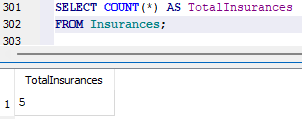 301 SELECT COUNT(*) AS TotalInsurances
302 FROM Insurances;
303
TotalInsurances
1 5